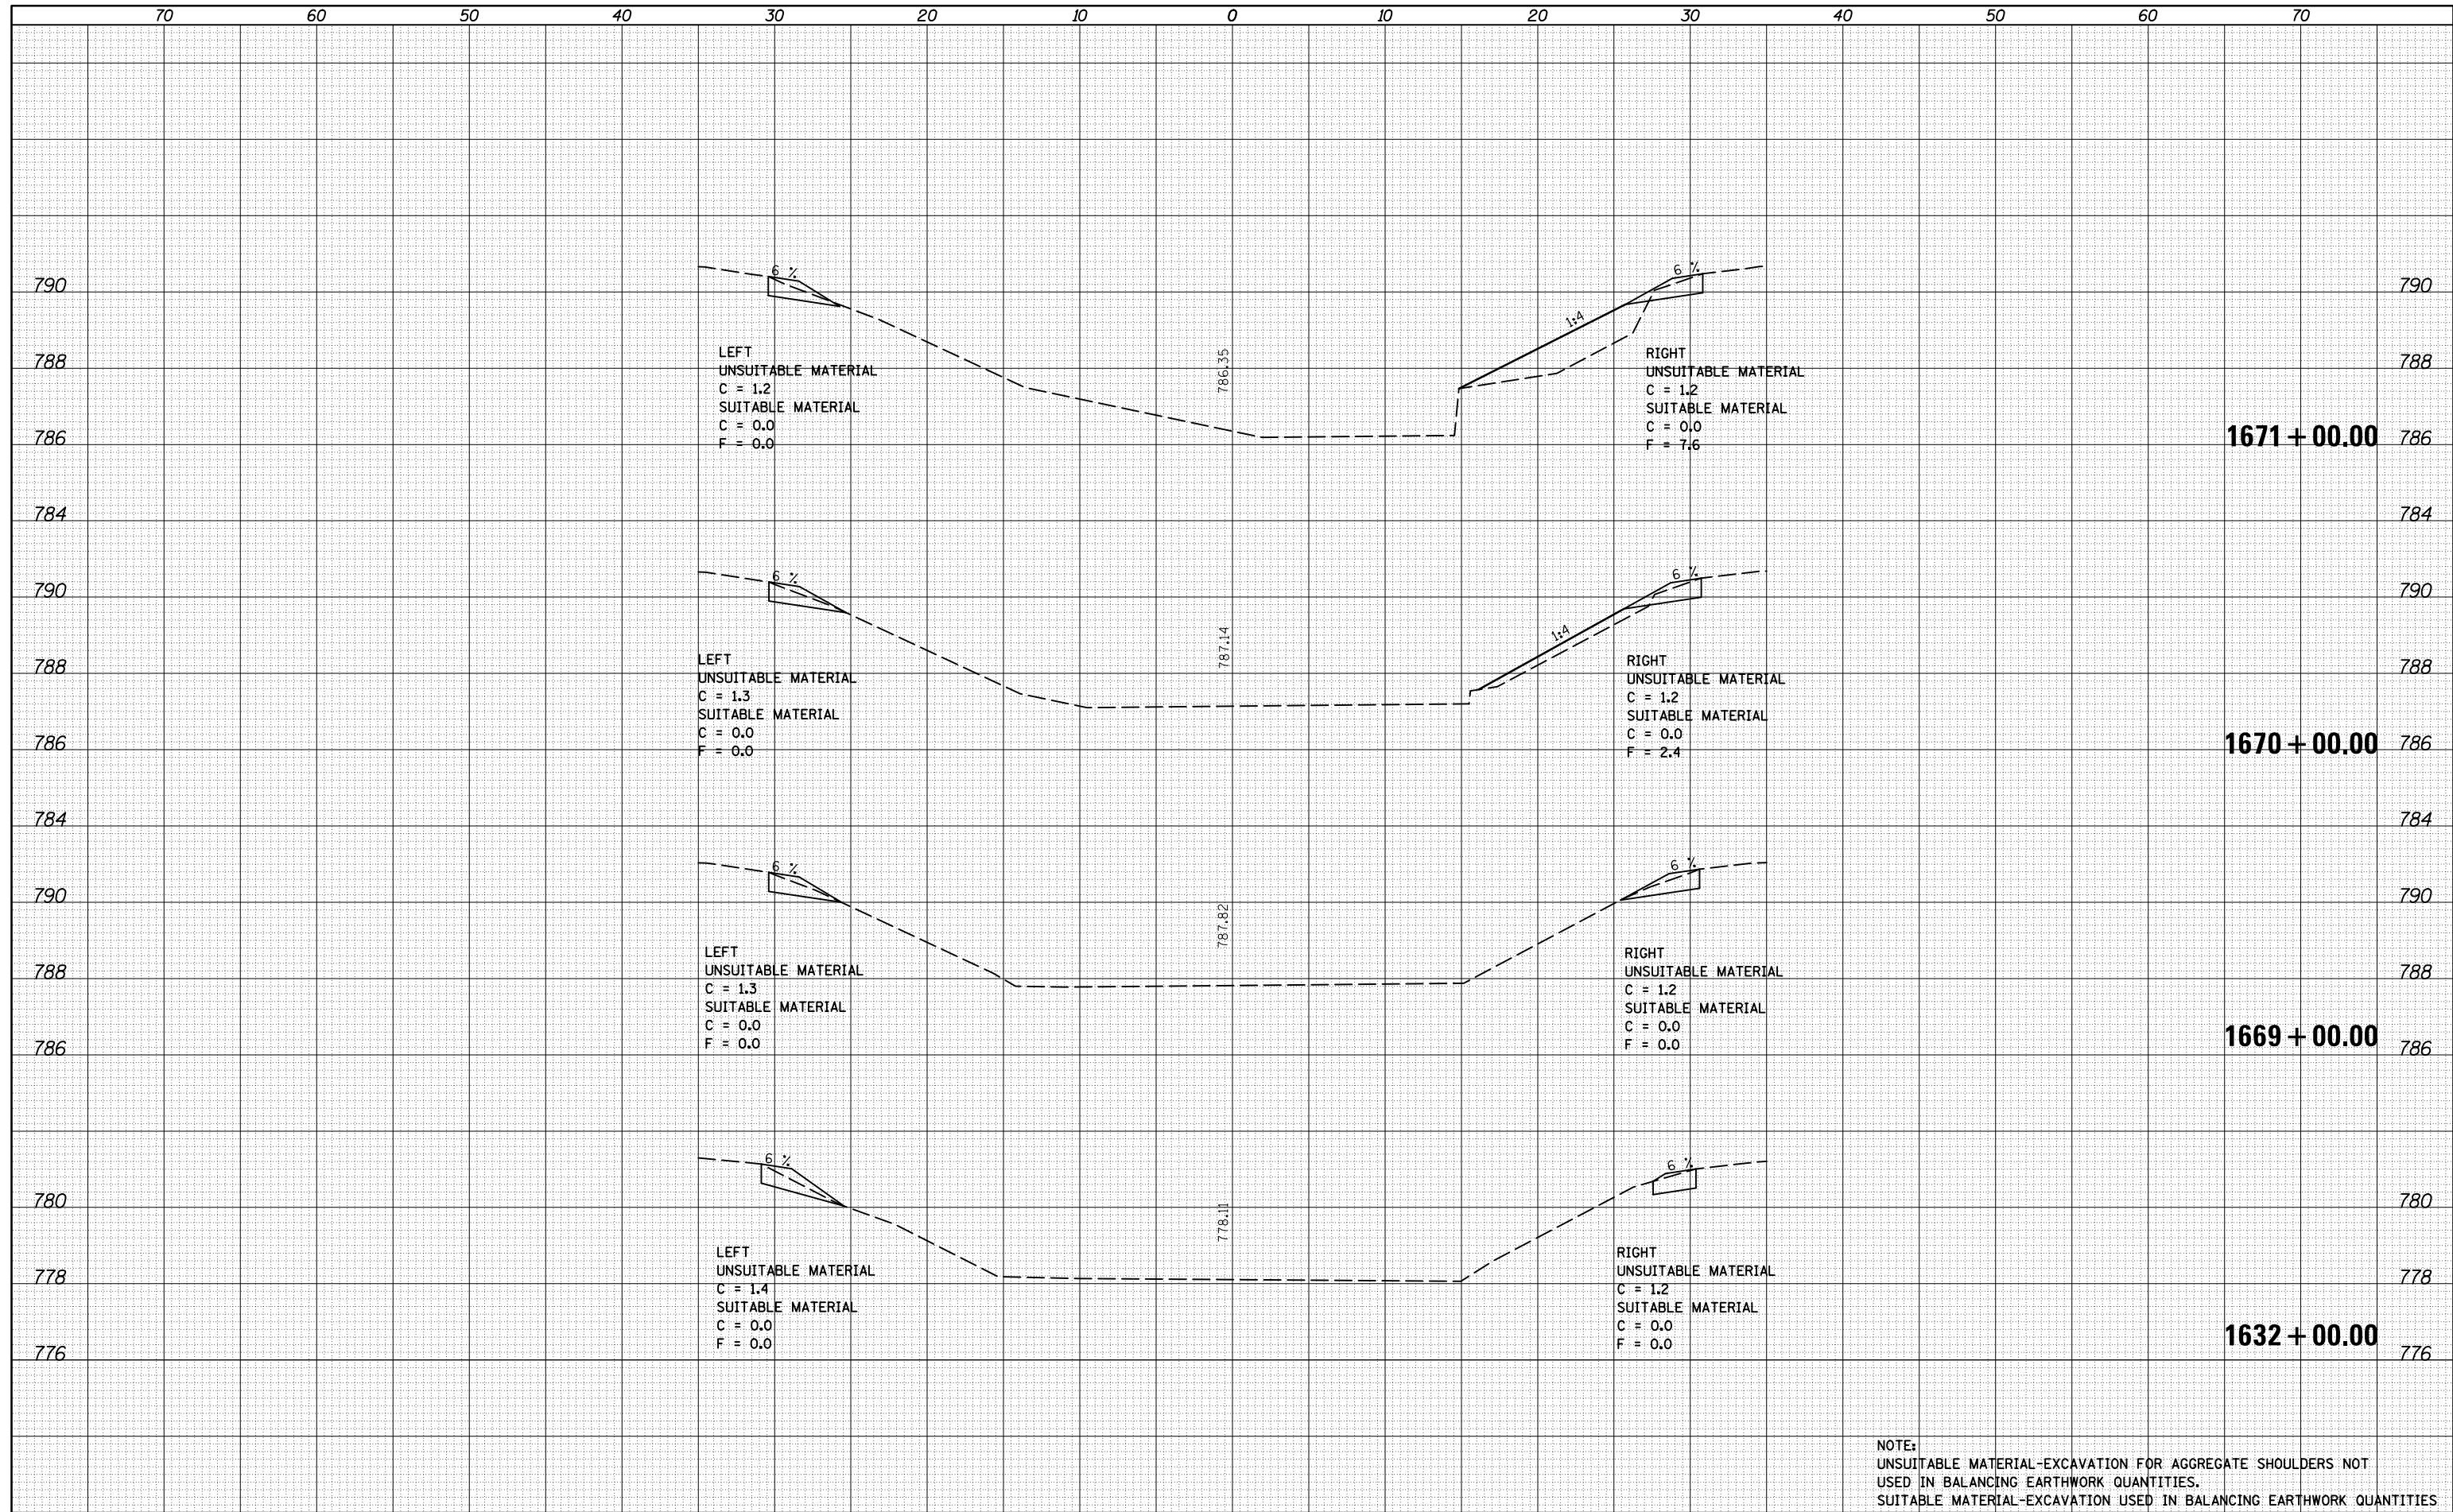 70 60 50 40 30 20 10 0 10 20 30 40 50 60 70
6 % 6 %
790 790
1:4
786.35
788 788
LEFT
UNSUITABLE MATERIAL
C = 1.2
SUITABLE MATERIAL
C = 0.0
F = 0.0
RIGHT
UNSUITABLE MATERIAL
C = 1.2
SUITABLE MATERIAL
C = 0.0
F = 7.6
786 1671+00.00 786
784 784
6 % 6 %
790 790
1:4
787.14
788 788
LEFT
UNSUITABLE MATERIAL
C = 1.3
SUITABLE MATERIAL
C = 0.0
F = 0.0
RIGHT
UNSUITABLE MATERIAL
C = 1.2
SUITABLE MATERIAL
C = 0.0
F = 2.4
786 1670+00.00 786
784 784
6 % 6 %
790 790
787.82
788 788
LEFT
UNSUITABLE MATERIAL
C = 1.3
SUITABLE MATERIAL
C = 0.0
F = 0.0
RIGHT
UNSUITABLE MATERIAL
C = 1.2
SUITABLE MATERIAL
C = 0.0
F = 0.0
786 1669+00.00 786
6 % 6 %
780 780
778.11
778 778
LEFT
UNSUITABLE MATERIAL
C = 1.4
SUITABLE MATERIAL
C = 0.0
F = 0.0
RIGHT
UNSUITABLE MATERIAL
C = 1.2
SUITABLE MATERIAL
C = 0.0
F = 0.0
776 1632+00.00 776
NOTE:
UNSUITABLE MATERIAL-EXCAVATION FOR AGGREGATE SHOULDERS NOT
USED IN BALANCING EARTHWORK QUANTITIES.
SUITABLE MATERIAL-EXCAVATION USED IN BALANCING EARTHWORK QUANTITIES